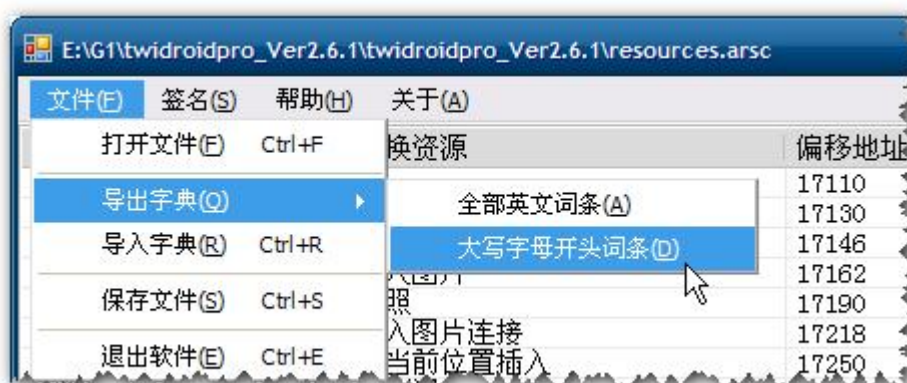 E:\G1\twidroidpro_Ver2.6.1\twidroidpro_Ver2.6.1\resources.arsc
文件(F) 签名(S) 帮助(H) 关于(A)
打开文件(F) Ctrl+F 换资源 偏移地址
17110
导出字典(O) 全部英文词条(A) 17130
导入字典(R) Ctrl+R 大写字母开头词条(D) 17146
入图片 17162
保存文件(S) Ctrl+S 照 17190
入图片连接 17218
退出软件(E) Ctrl+E 当前位置插入 17250